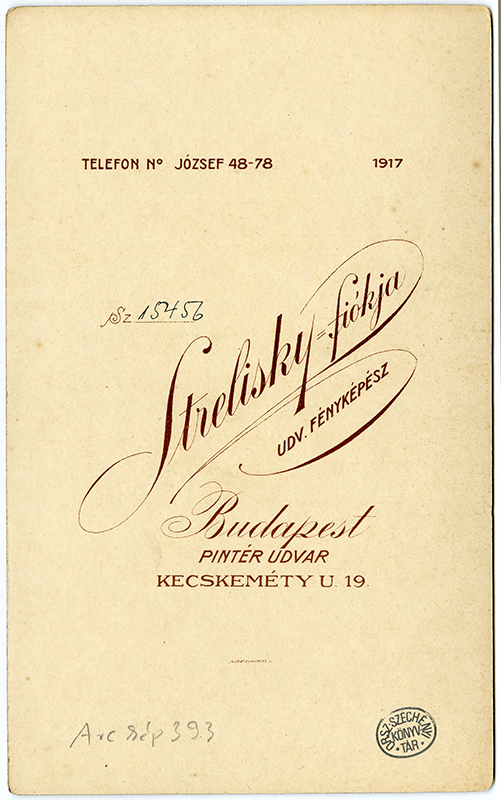 TELEFON Nº JÓZSEF 48-78 1917
Sz 15456
Strelisky=fiókja
UDV. FÉNYKÉPÉSZ
Budapest
PINTÉR UDVAR
KECSKEMÉTY U. 19.
Arc kép 393
ORSZ. SZÉCHÉNYI
KÖNYV
TÁR